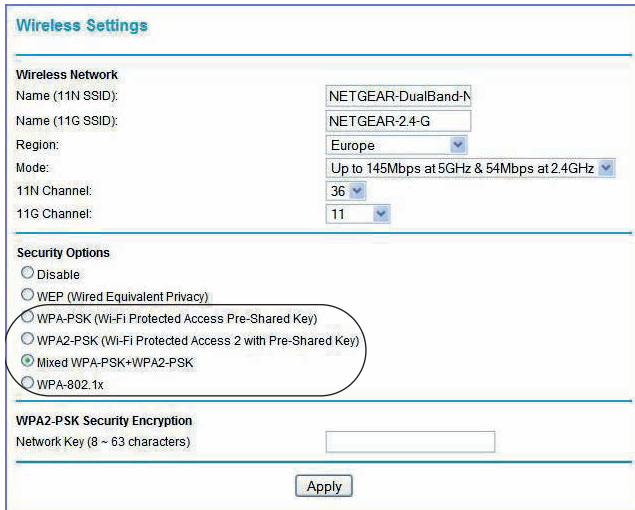 Wireless Settings
Wireless Network
Name (11N SSID): NETGEAR-DualBand-N
Name (11G SSID): NETGEAR-2.4-G
Region: Europe
Mode: Up to 145Mbps at 5GHz & 54Mbps at 2.4GHz
11N Channel: 36
11G Channel: 11
Security Options
Disable
WEP (Wired Equivalent Privacy)
WPA-PSK (Wi-Fi Protected Access Pre-Shared Key)
WPA2-PSK (Wi-Fi Protected Access 2 with Pre-Shared Key)
Mixed WPA-PSK+WPA2-PSK
WPA-802.1x
WPA2-PSK Security Encryption
Network Key (8 ~ 63 characters)
Apply